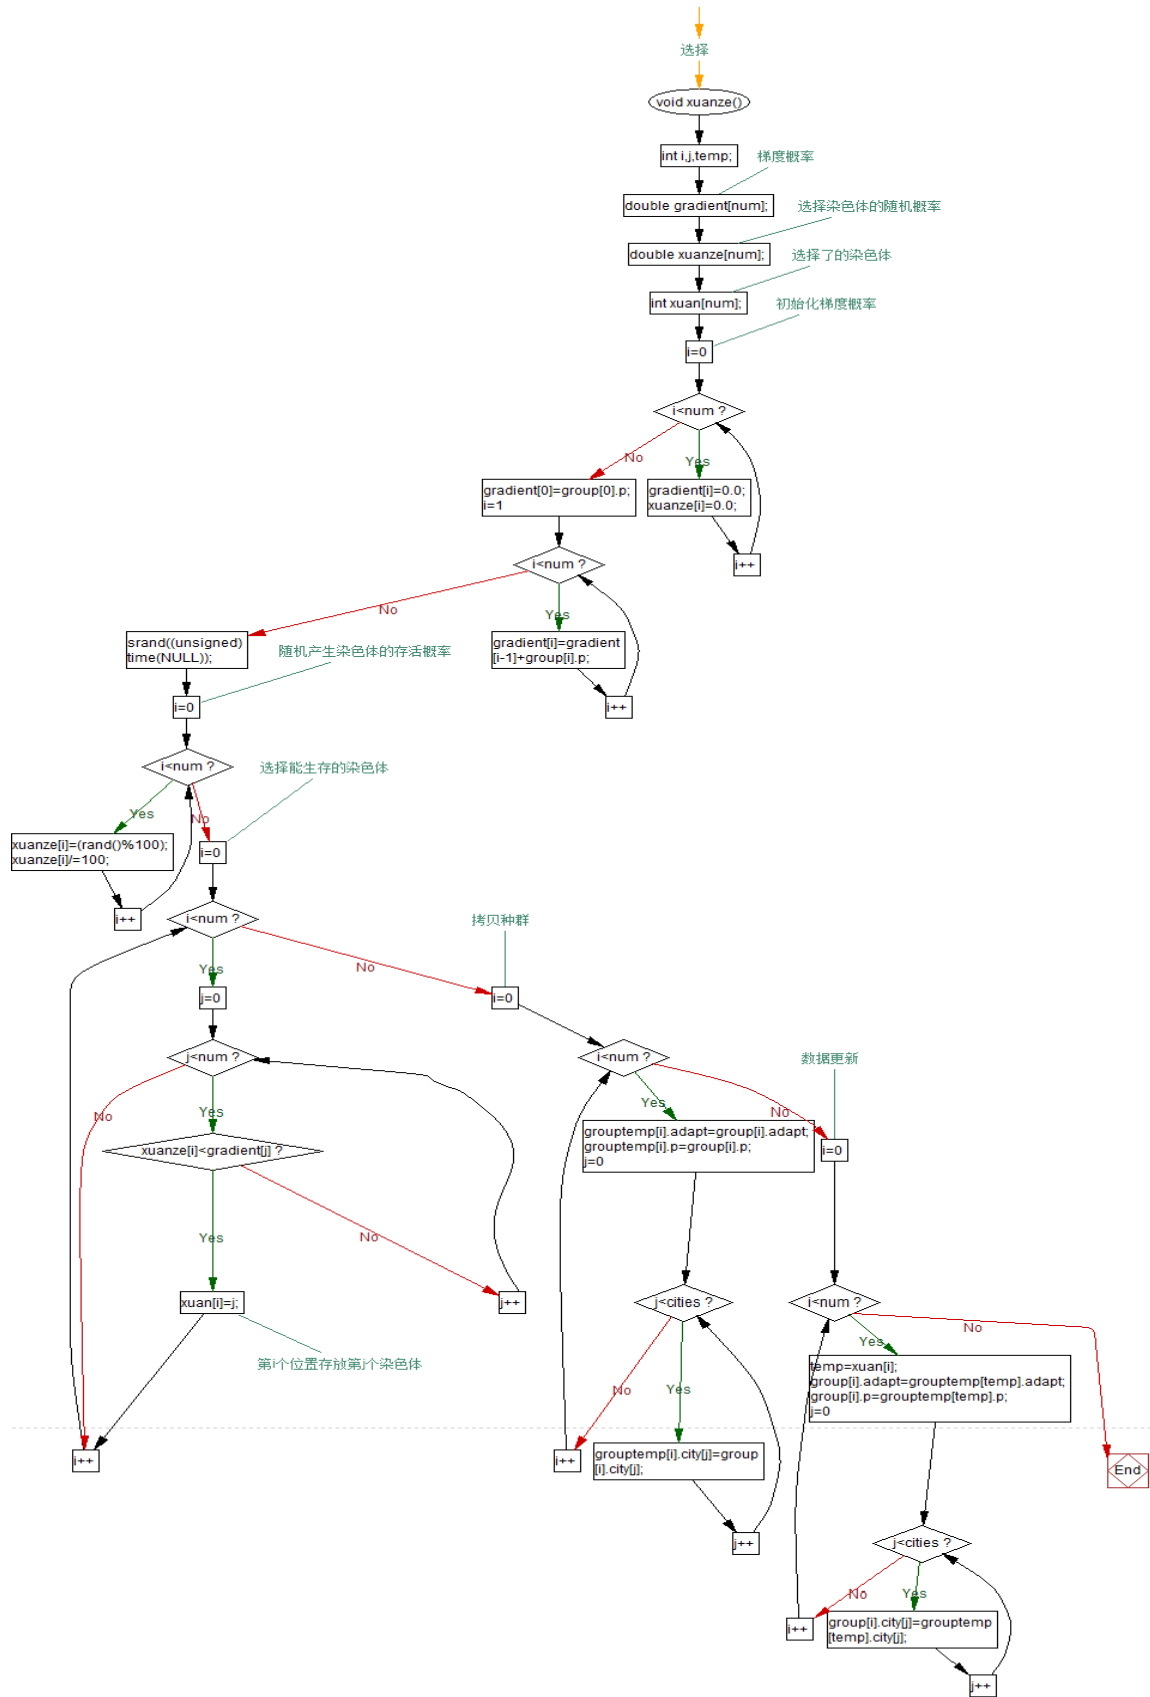 选择
void xuanze()
int i,j,temp;
梯度概率
double gradient[num];
选择染色体的随机概率
double xuanze[num];
选择了的染色体
int xuan[num];
初始化梯度概率
i=0
i<num ?
No
Yes
gradient[0]=group[0].p;
i=1
gradient[i]=0.0;
xuanze[i]=0.0;
i++
i<num ?
No
Yes
srand((unsigned)
time(NULL));
gradient[i]=gradient
[i-1]+group[i].p;
随机产生染色体的存活概率
i=0
i++
i<num ?
选择能生存的染色体
Yes
No
xuanze[i]=(rand()%100);
xuanze[i]/=100;
i=0
i++
i<num ?
拷贝种群
Yes
No
j=0
i=0
j<num ?
i<num ?
数据更新
No
Yes
Yes
No
grouptemp[i].adapt=group[i].adapt;
grouptemp[i].p=group[i].p;
j=0
xuanze[i]<gradient[j] ?
i=0
Yes
No
xuan[i]=j;
j++
j<cities ?
i<num ?
第i个位置存放第j个染色体
Yes
No
temp=xuan[i];
group[i].adapt=grouptemp[temp].adapt;
group[i].p=grouptemp[temp].p;
j=0
No
Yes
i++
i++
grouptemp[i].city[j]=group
[i].city[j];
End
j++
j<cities ?
No
Yes
i++
group[i].city[j]=grouptemp
[temp].city[j];
j++